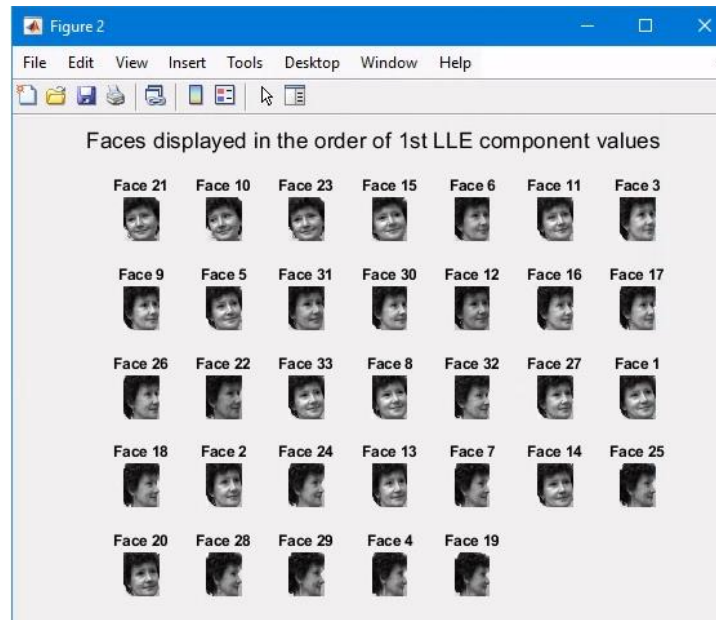 Figure 2
File Edit View Insert Tools Desktop Window Help
Faces displayed in the order of 1st LLE component values
Face 21 Face 10 Face 23 Face 15 Face 6 Face 11 Face 3
Face 9 Face 5 Face 31 Face 30 Face 12 Face 16 Face 17
Face 26 Face 22 Face 33 Face 8 Face 32 Face 27 Face 1
Face 18 Face 2 Face 24 Face 13 Face 7 Face 14 Face 25
Face 20 Face 28 Face 29 Face 4 Face 19